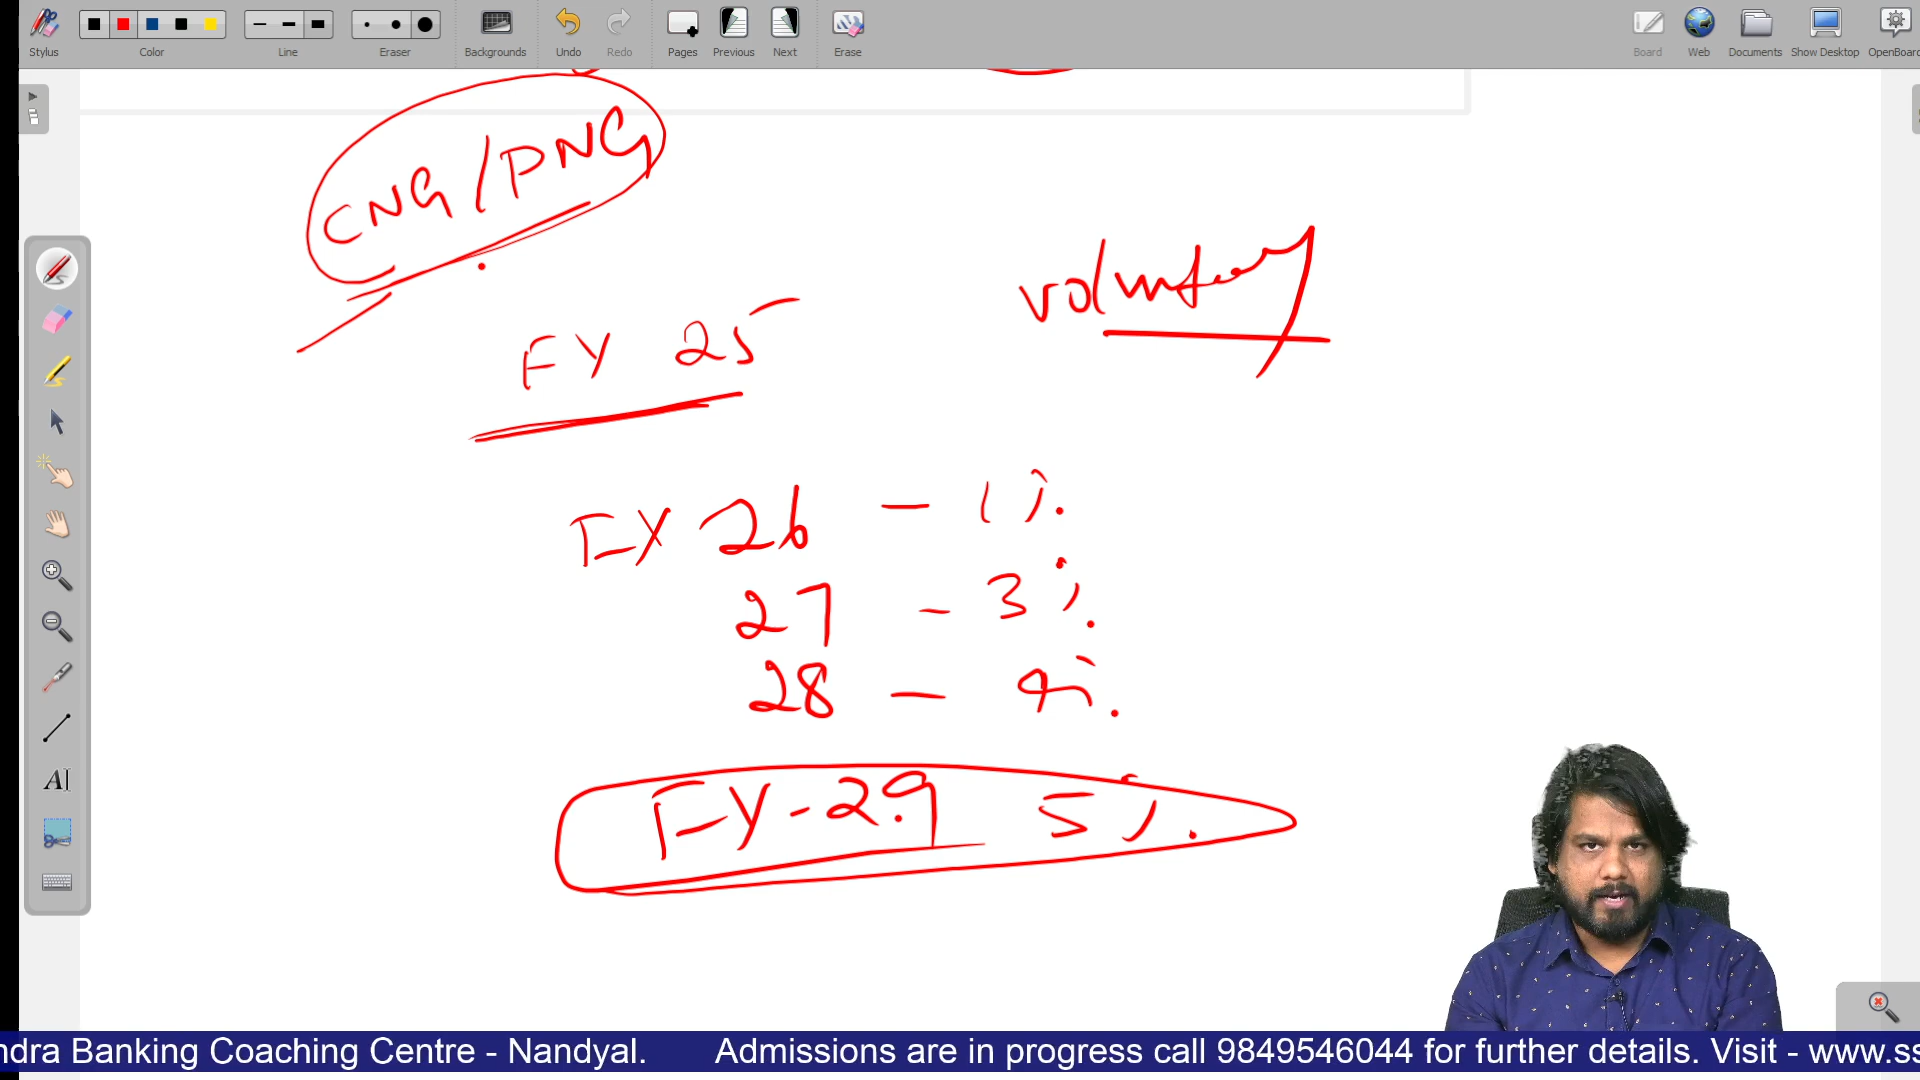 Stylus Color Line Eraser Backgrounds Undo Redo Pages Previous Next Erase Board Web Documents Show Desktop OpenBoard
CNG/PNG
voluntary
FY 25
FY 26 - 1%
27 - 3%
28 - 4%
FY-29 5%
ndra Banking Coaching Centre - Nandyal. Admissions are in progress call 9849546044 for further details. Visit - www.ss